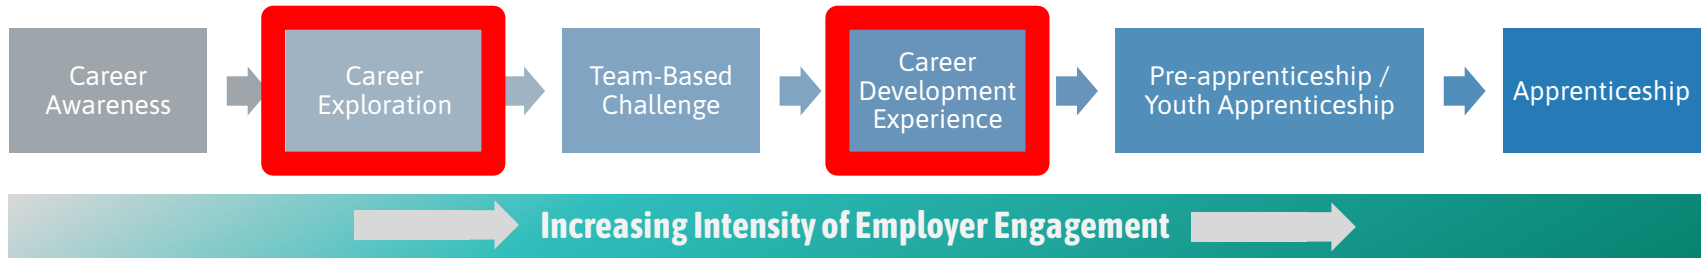 Career
Awareness
Career
Exploration
Team-Based
Challenge
Career
Development
Experience
Pre-apprenticeship /
Youth Apprenticeship
Apprenticeship
Increasing Intensity of Employer Engagement